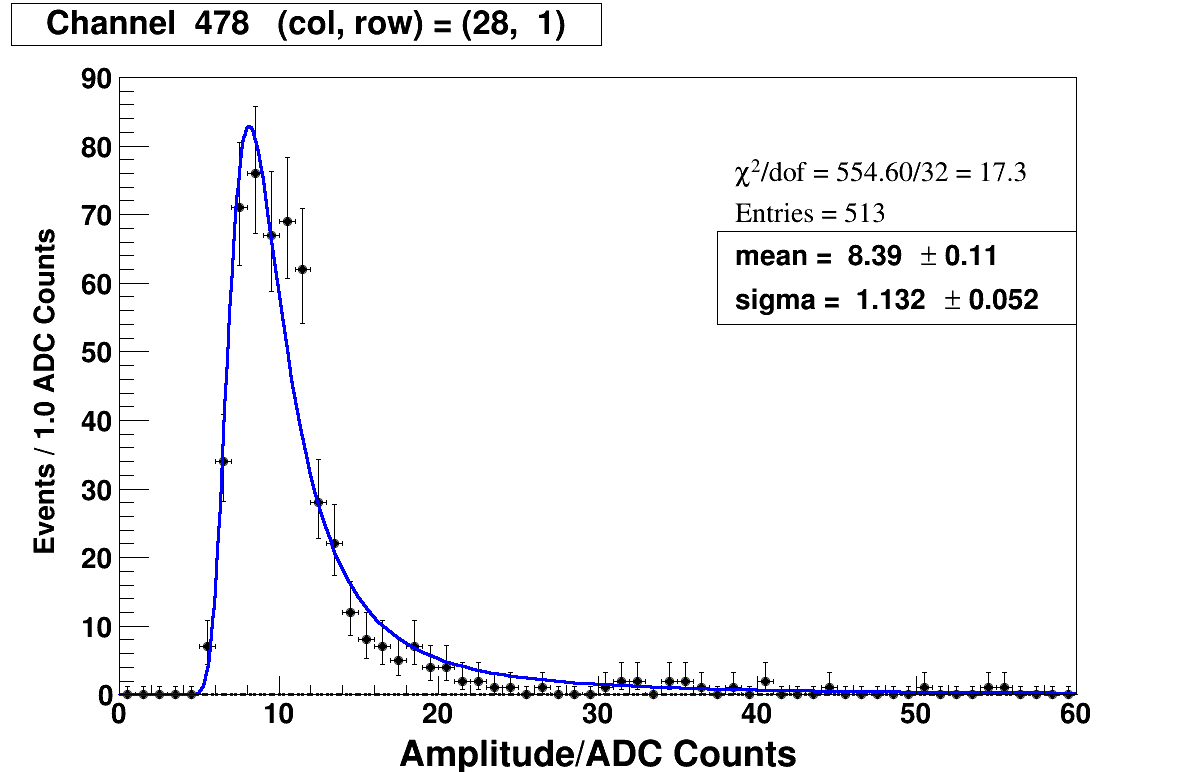 Channel 478 (col, row) = (28, 1)
90
80
70
60
50
40
30
20
10
0
Events / 1.0 ADC Counts
χ²/dof = 554.60/32 = 17.3
Entries = 513
mean = 8.39 ± 0.11
sigma = 1.132 ± 0.052
0 10 20 30 40 50 60
Amplitude/ADC Counts